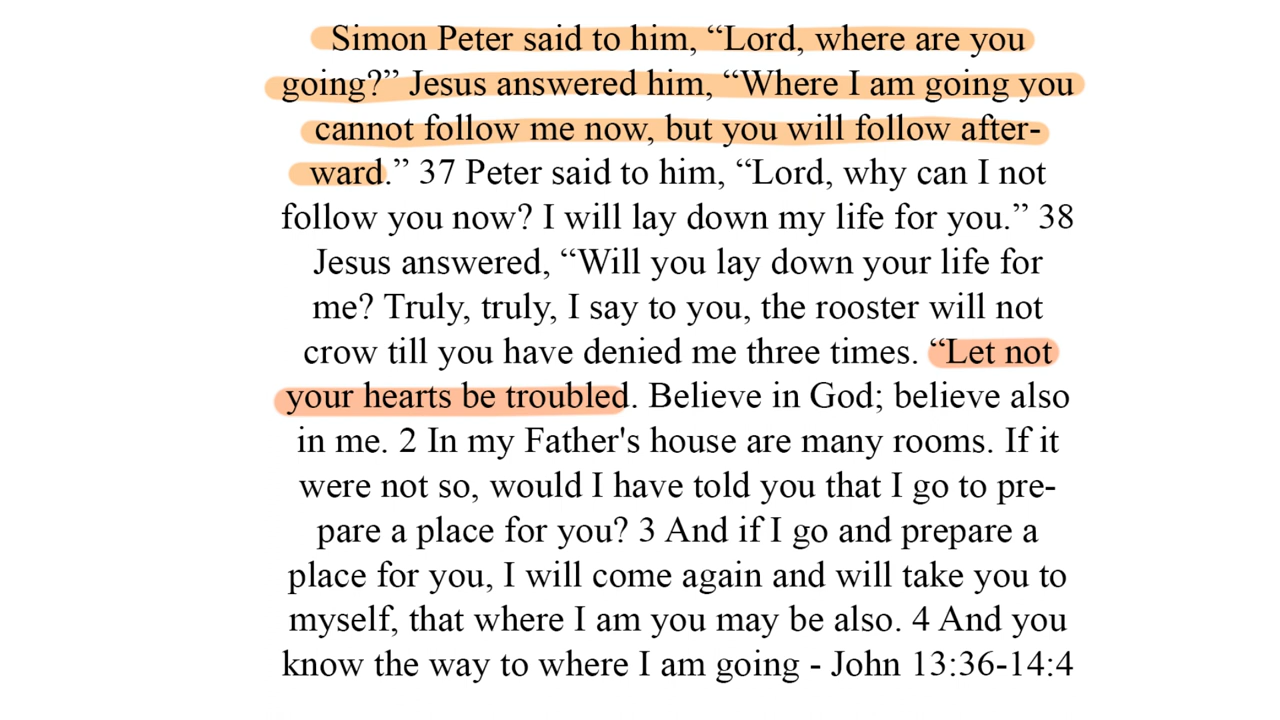 Simon Peter said to him, “Lord, where are you
going?” Jesus answered him, “Where I am going you
cannot follow me now, but you will follow after-
ward.” 37 Peter said to him, “Lord, why can I not
follow you now? I will lay down my life for you.” 38
Jesus answered, “Will you lay down your life for
me? Truly, truly, I say to you, the rooster will not
crow till you have denied me three times. “Let not
your hearts be troubled. Believe in God; believe also
in me. 2 In my Father's house are many rooms. If it
were not so, would I have told you that I go to pre-
pare a place for you? 3 And if I go and prepare a
place for you, I will come again and will take you to
myself, that where I am you may be also. 4 And you
know the way to where I am going - John 13:36-14:4